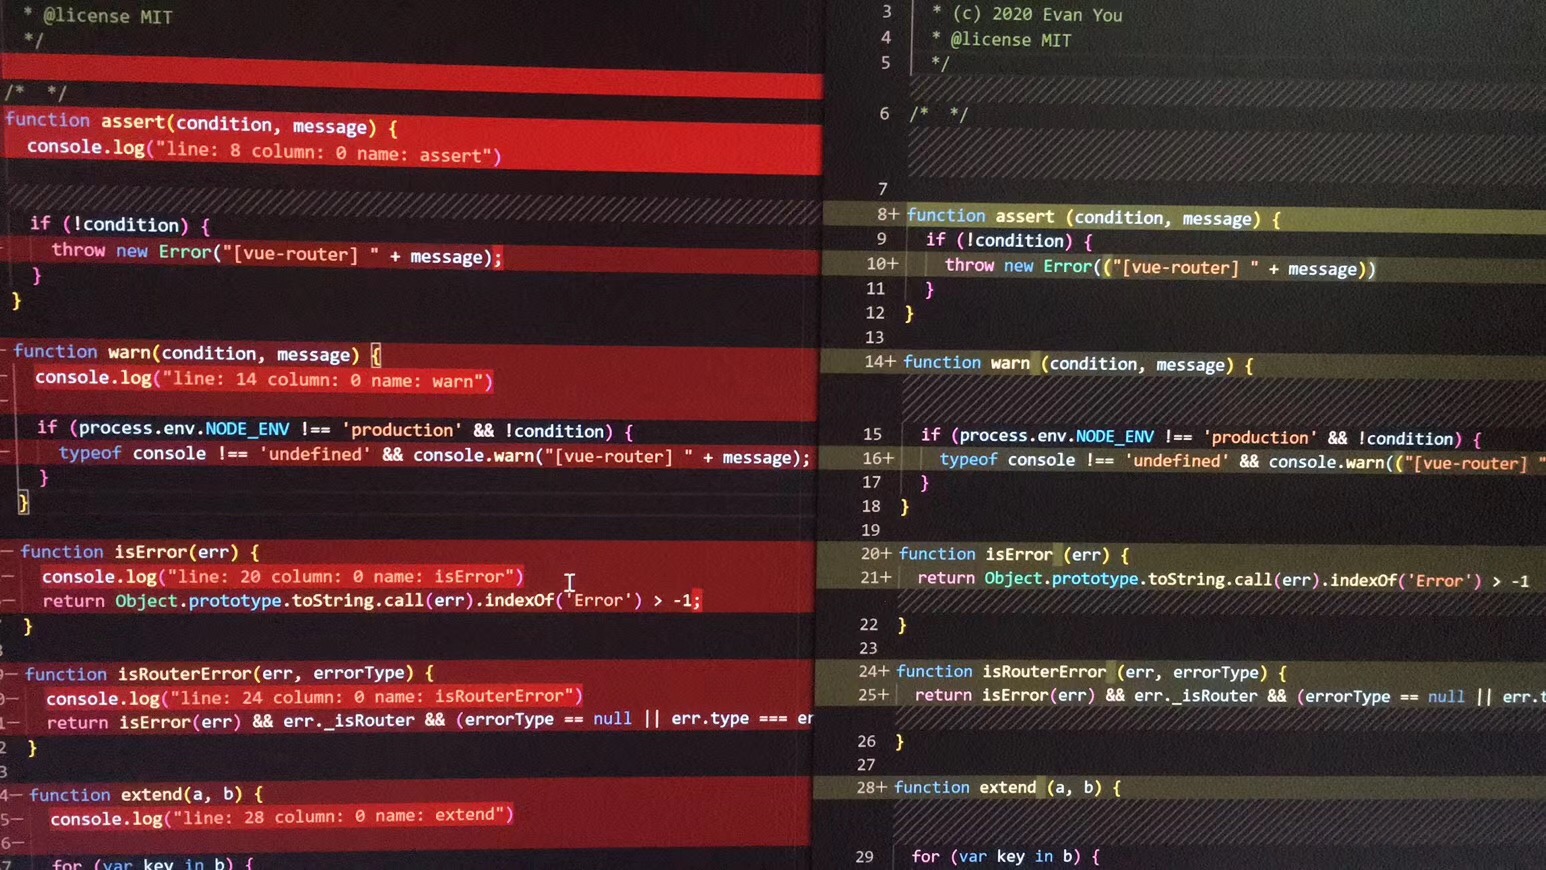 * @license MIT
*/
/*  */
function assert(condition, message) {
console.log("line: 8 column: 0 name: assert")
if (!condition) {
throw new Error("[vue-router] " + message);
}
}
function warn(condition, message) {
console.log("line: 14 column: 0 name: warn")
if (process.env.NODE_ENV !== 'production' && !condition) {
typeof console !== 'undefined' && console.warn("[vue-router] " + message);
}
}
function isError(err) {
console.log("line: 20 column: 0 name: isError")
return Object.prototype.toString.call(err).indexOf('Error') > -1;
}
function isRouterError(err, errorType) {
console.log("line: 24 column: 0 name: isRouterError")
return isError(err) && err._isRouter && (errorType == null || err.type === er
2 }
3
4— function extend(a, b) {
5— console.log("line: 28 column: 0 name: extend")
6—
7 for (var key in b) {
3 * (c) 2020 Evan You
4 * @license MIT
5 */
6 /*  */
7
8+ function assert (condition, message) {
9 if (!condition) {
10+ throw new Error(("[vue-router] " + message))
11 }
12 }
13
14+ function warn (condition, message) {
15 if (process.env.NODE_ENV !== 'production' && !condition) {
16+ typeof console !== 'undefined' && console.warn(("[vue-router] "
17 }
18 }
19
20+ function isError (err) {
21+ return Object.prototype.toString.call(err).indexOf('Error') > -1
22 }
23
24+ function isRouterError (err, errorType) {
25+ return isError(err) && err._isRouter && (errorType == null || err.t
26 }
27
28+ function extend (a, b) {
29 for (var key in b) {